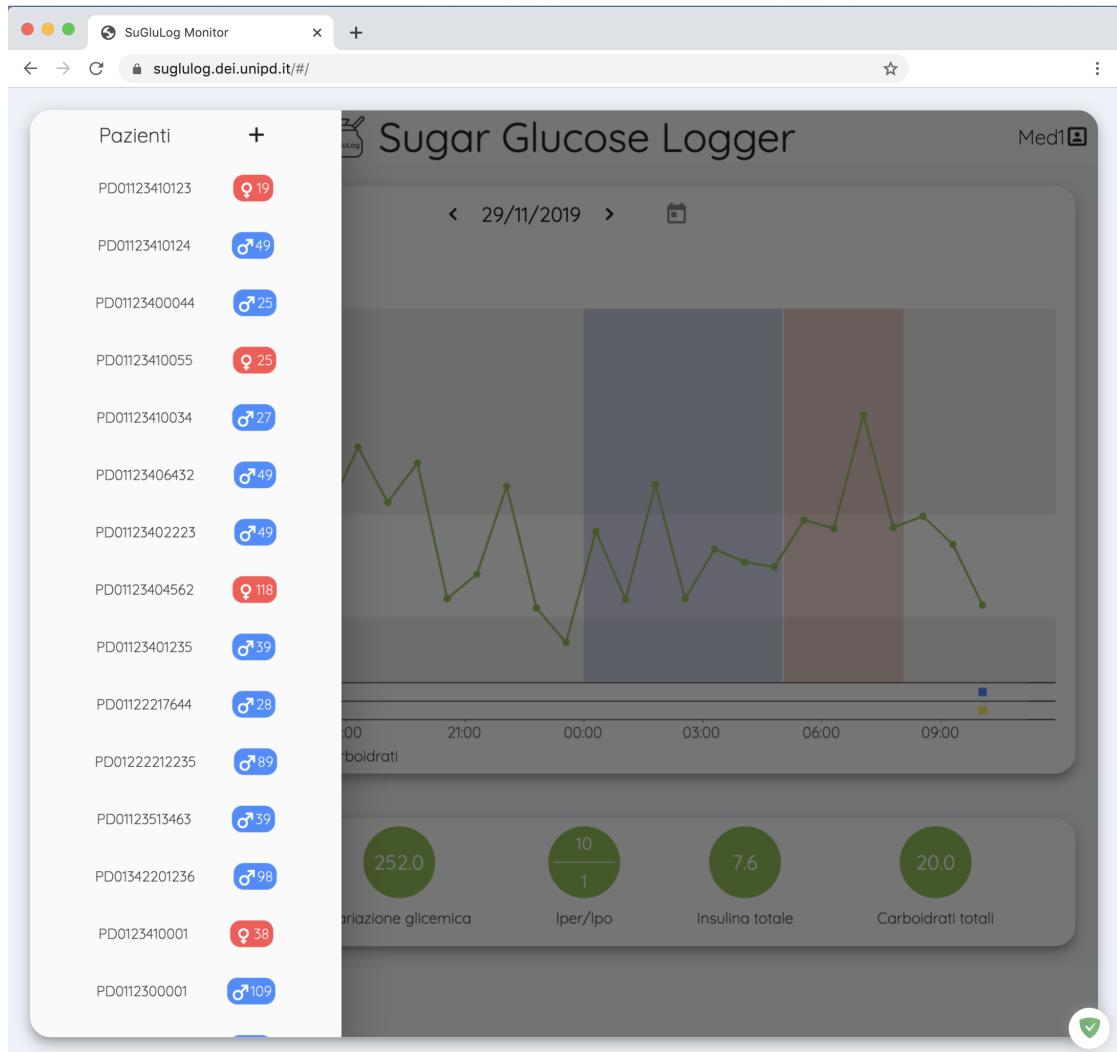 SuGluLog Monitor
suglulog.dei.unipd.it/#/
Pazienti +
Sugar Glucose Logger
Med1
29/11/2019
PD01123410123 19
PD01123410124 49
PD01123400044 25
PD01123410055 25
PD01123410034 27
PD01123406432 49
PD01123402223 49
PD01123404562 118
PD01123401235 39
PD01122217644 28
PD01222212235 89
PD01123513463 39
PD01342201236 98
PD0123410001 38
PD0112300001 109
:00 21:00 00:00 03:00 06:00 09:00
rboidrati
252.0 10 7.6 20.0
1
ariazione glicemica Iper/Ipo Insulina totale Carboidrati totali